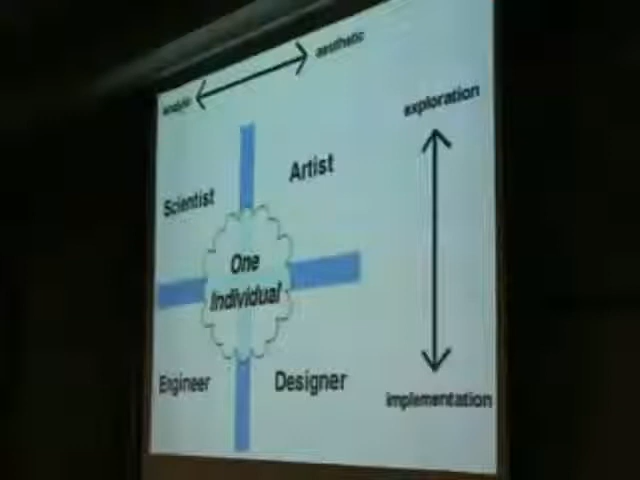 aesthetic
analytic
exploration
Artist
Scientist
One
Individual
Engineer
Designer
implementation